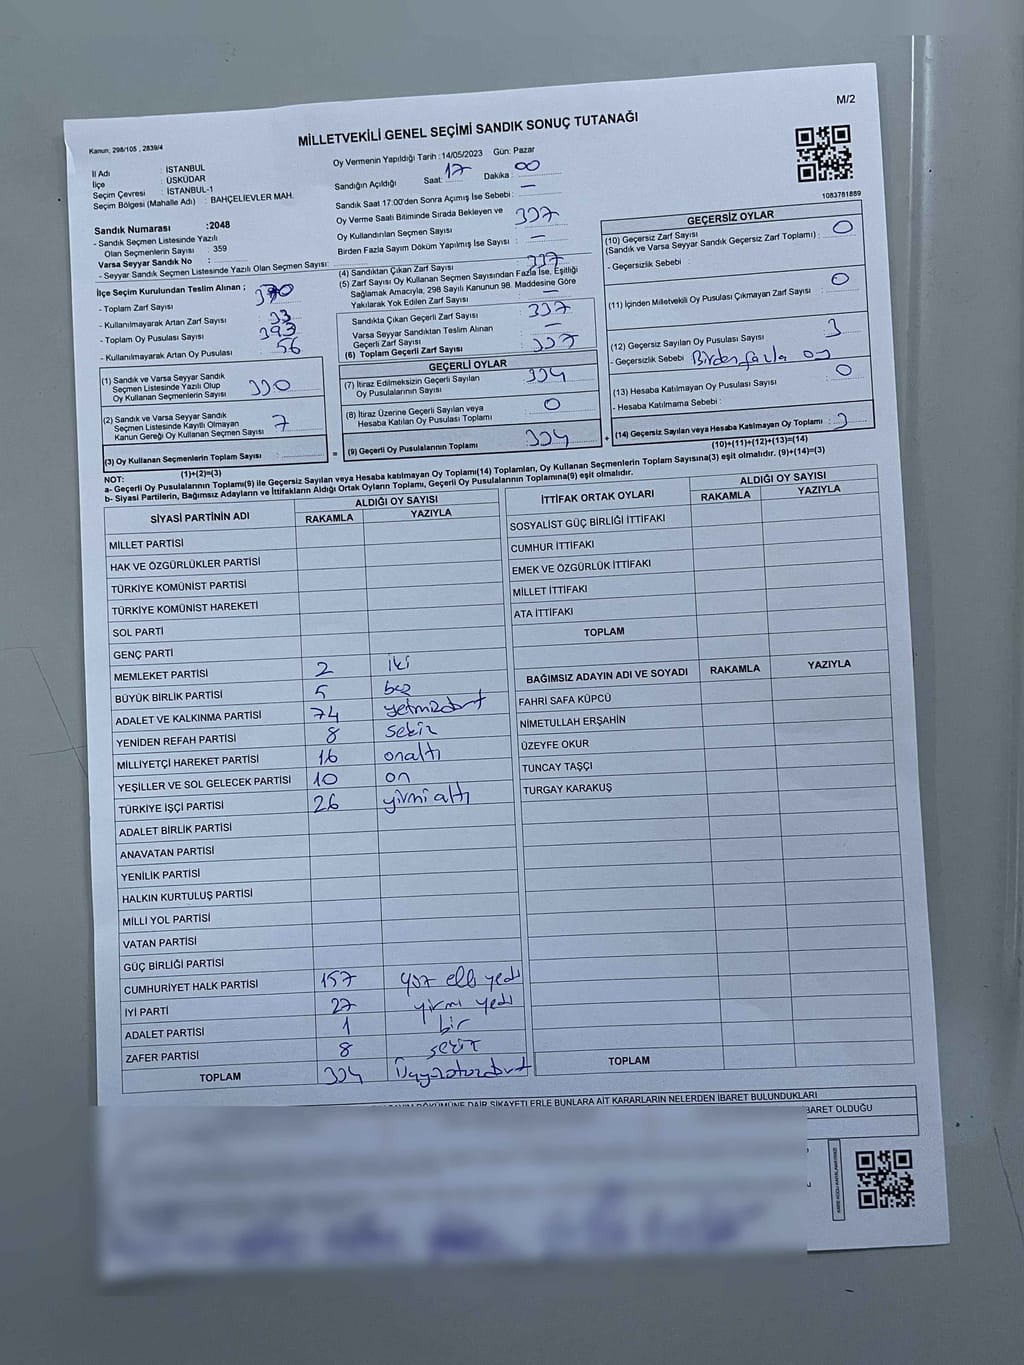 M/2
MİLLETVEKİLİ GENEL SEÇİMİ SANDIK SONUÇ TUTANAĞI
Kanun; 298/105 , 2839/4
İl Adı : İSTANBUL
İlçe : ÜSKÜDAR
Seçim Çevresi : İSTANBUL-1
Seçim Bölgesi (Mahalle Adı) : BAHÇELİEVLER MAH.
Oy Vermenin Yapıldığı Tarih :14/05/2023 Gün: Pazar
Sandığın Açıldığı Saat: 17 Dakika : 00
Sandık Saat 17:00'den Sonra Açımış İse Sebebi : —
Oy Verme Saati Bitiminde Sırada Bekleyen ve
Oy Kullandırılan Seçmen Sayısı : 337
Birden Fazla Sayım Döküm Yapılmış İse Sayısı : —
1083781889
Sandık Numarası :2048
- Sandık Seçmen Listesinde Yazılı
Olan Seçmenlerin Sayısı : 359
Varsa Seyyar Sandık No :
- Seyyar Sandık Seçmen Listesinde Yazılı Olan Seçmen Sayısı:
İlçe Seçim Kurulundan Teslim Alınan ;
- Toplam Zarf Sayısı :
- Kullanılmayarak Artan Zarf Sayısı : 33
- Toplam Oy Pusulası Sayısı : 393
- Kullanılmayarak Artan Oy Pusulası : 56
(1) Sandık ve Varsa Seyyar Sandık
Seçmen Listesinde Yazılı Olup
Oy Kullanan Seçmenlerin Sayısı : 330
(2) Sandık ve Varsa Seyyar Sandık
Seçmen Listesinde Kayıtlı Olmayan
Kanun Gereği Oy Kullanan Seçmen Sayısı : 7
(3) Oy Kullanan Seçmenlerin Toplam Sayısı :
(1)+(2)=(3)
(4) Sandıktan Çıkan Zarf Sayısı : 337
(5) Zarf Sayısı Oy Kullanan Seçmen Sayısından Fazla İse, Eşitliği
Sağlamak Amacıyla, 298 Sayılı Kanunun 98. Maddesine Göre
Yakılarak Yok Edilen Zarf Sayısı : —
Sandıkta Çıkan Geçerli Zarf Sayısı : 337
Varsa Seyyar Sandıktan Teslim Alınan
Geçerli Zarf Sayısı : —
(6) Toplam Geçerli Zarf Sayısı : 337
GEÇERLİ OYLAR
(7) İtiraz Edilmeksizin Geçerli Sayılan
Oy Pusulalarının Sayısı : 334
(8) İtiraz Üzerine Geçerli Sayılan veya
Hesaba Katılan Oy Pusulası Toplamı : 0
= (9) Geçerli Oy Pusulalarının Toplamı : 334 +
GEÇERSİZ OYLAR
(10) Geçersiz Zarf Sayısı
(Sandık ve Varsa Seyyar Sandık Geçersiz Zarf Toplamı) : 0
- Geçersizlik Sebebi :
(11) İçinden Milletvekili Oy Pusulası Çıkmayan Zarf Sayısı : 0
(12) Geçersiz Sayılan Oy Pusulası Sayısı : 3
- Geçersizlik Sebebi : Birden fazla oy
(13) Hesaba Katılmayan Oy Pusulası Sayısı : 0
- Hesaba Katılmama Sebebi :
(14) Geçersiz Sayılan veya Hesaba Katılmayan Oy Toplamı : 3
(10)+(11)+(12)+(13)=(14)
NOT:
a- Geçerli Oy Pusulalarının Toplamı(9) ile Geçersiz Sayılan veya Hesaba katılmayan Oy Toplamı(14) Toplamları, Oy Kullanan Seçmenlerin Toplam Sayısına(3) eşit olmalıdır. (9)+(14)=(3)
b- Siyasi Partilerin, Bağımsız Adayların ve İttifakların Aldığı Ortak Oyların Toplamı, Geçerli Oy Pusulalarının Toplamına(9) eşit olmalıdır.
SİYASİ PARTİNİN ADI ALDIĞI OY SAYISI
RAKAMLA YAZIYLA
MİLLET PARTİSİ
HAK VE ÖZGÜRLÜKLER PARTİSİ
TÜRKİYE KOMÜNİST PARTİSİ
TÜRKİYE KOMÜNİST HAREKETİ
SOL PARTİ
GENÇ PARTİ
MEMLEKET PARTİSİ 2 iki
BÜYÜK BİRLİK PARTİSİ 5 beş
ADALET VE KALKINMA PARTİSİ 74 yetmişdört
YENİDEN REFAH PARTİSİ 8 sekiz
MİLLİYETÇİ HAREKET PARTİSİ 16 onaltı
YEŞİLLER VE SOL GELECEK PARTİSİ 10 on
TÜRKİYE İŞÇİ PARTİSİ 26 yirmi altı
ADALET BİRLİK PARTİSİ
ANAVATAN PARTİSİ
YENİLİK PARTİSİ
HALKIN KURTULUŞ PARTİSİ
MİLLİ YOL PARTİSİ
VATAN PARTİSİ
GÜÇ BİRLİĞİ PARTİSİ
CUMHURİYET HALK PARTİSİ 157 yüz elli yedi
İYİ PARTİ 27 yirmi yedi
ADALET PARTİSİ 1 bir
ZAFER PARTİSİ 8 sekiz
TOPLAM 334 Üçyüzotuzdört
İTTİFAK ORTAK OYLARI ALDIĞI OY SAYISI
RAKAMLA YAZIYLA
SOSYALİST GÜÇ BİRLİĞİ İTTİFAKI
CUMHUR İTTİFAKI
EMEK VE ÖZGÜRLÜK İTTİFAKI
MİLLET İTTİFAKI
ATA İTTİFAKI
TOPLAM
BAĞIMSIZ ADAYIN ADI VE SOYADI RAKAMLA YAZIYLA
FAHRİ SAFA KÜPCÜ
NİMETULLAH ERŞAHİN
ÜZEYFE OKUR
TUNCAY TAŞÇI
TURGAY KARAKUŞ
TOPLAM
DÖKÜMÜNE DAİR ŞİKAYETLERLE BUNLARA AİT KARARLARIN NELERDEN İBARET BULUNDUKLARI
BARET OLDUĞU